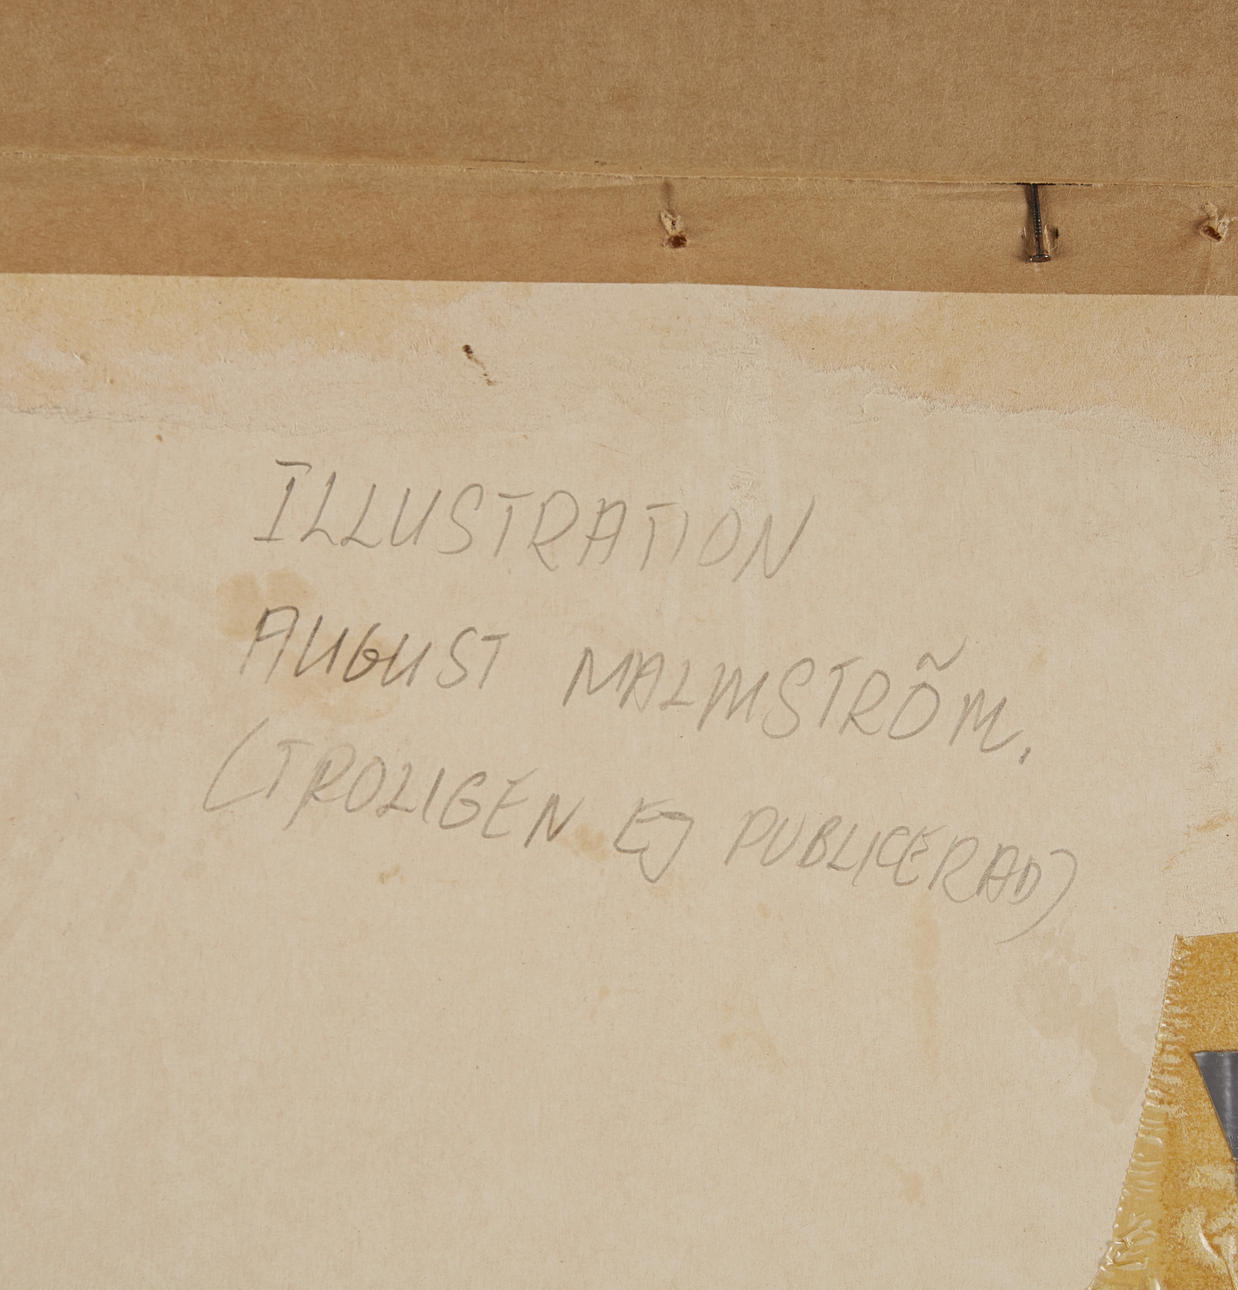 ILLUSTRATION
AUGUST MALMSTRÖM.
(TROLIGEN EJ PUBLICERAD)